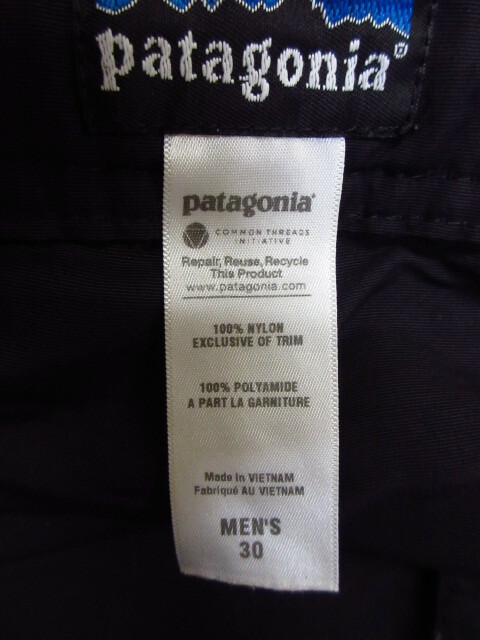 patagonia®
patagonia®
COMMON THREADS
INITIATIVE
Repair, Reuse, Recycle
This Product
www.patagonia.com
100% NYLON
EXCLUSIVE OF TRIM
100% POLYAMIDE
A PART LA GARNITURE
Made in VIETNAM
Fabriqué AU VIETNAM
MEN'S
30